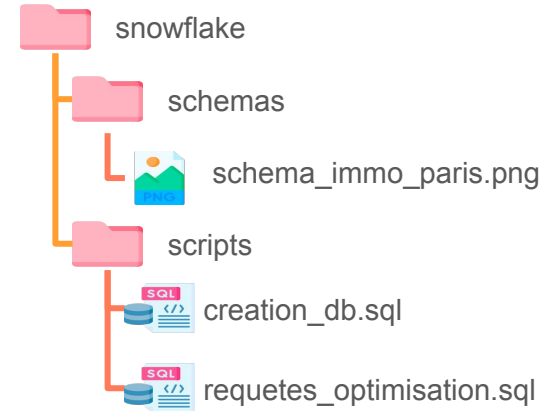 snowflake
schemas
PNG
schema_immo_paris.png
scripts
SQL
</>
creation_db.sql
SQL
</>
requetes_optimisation.sql